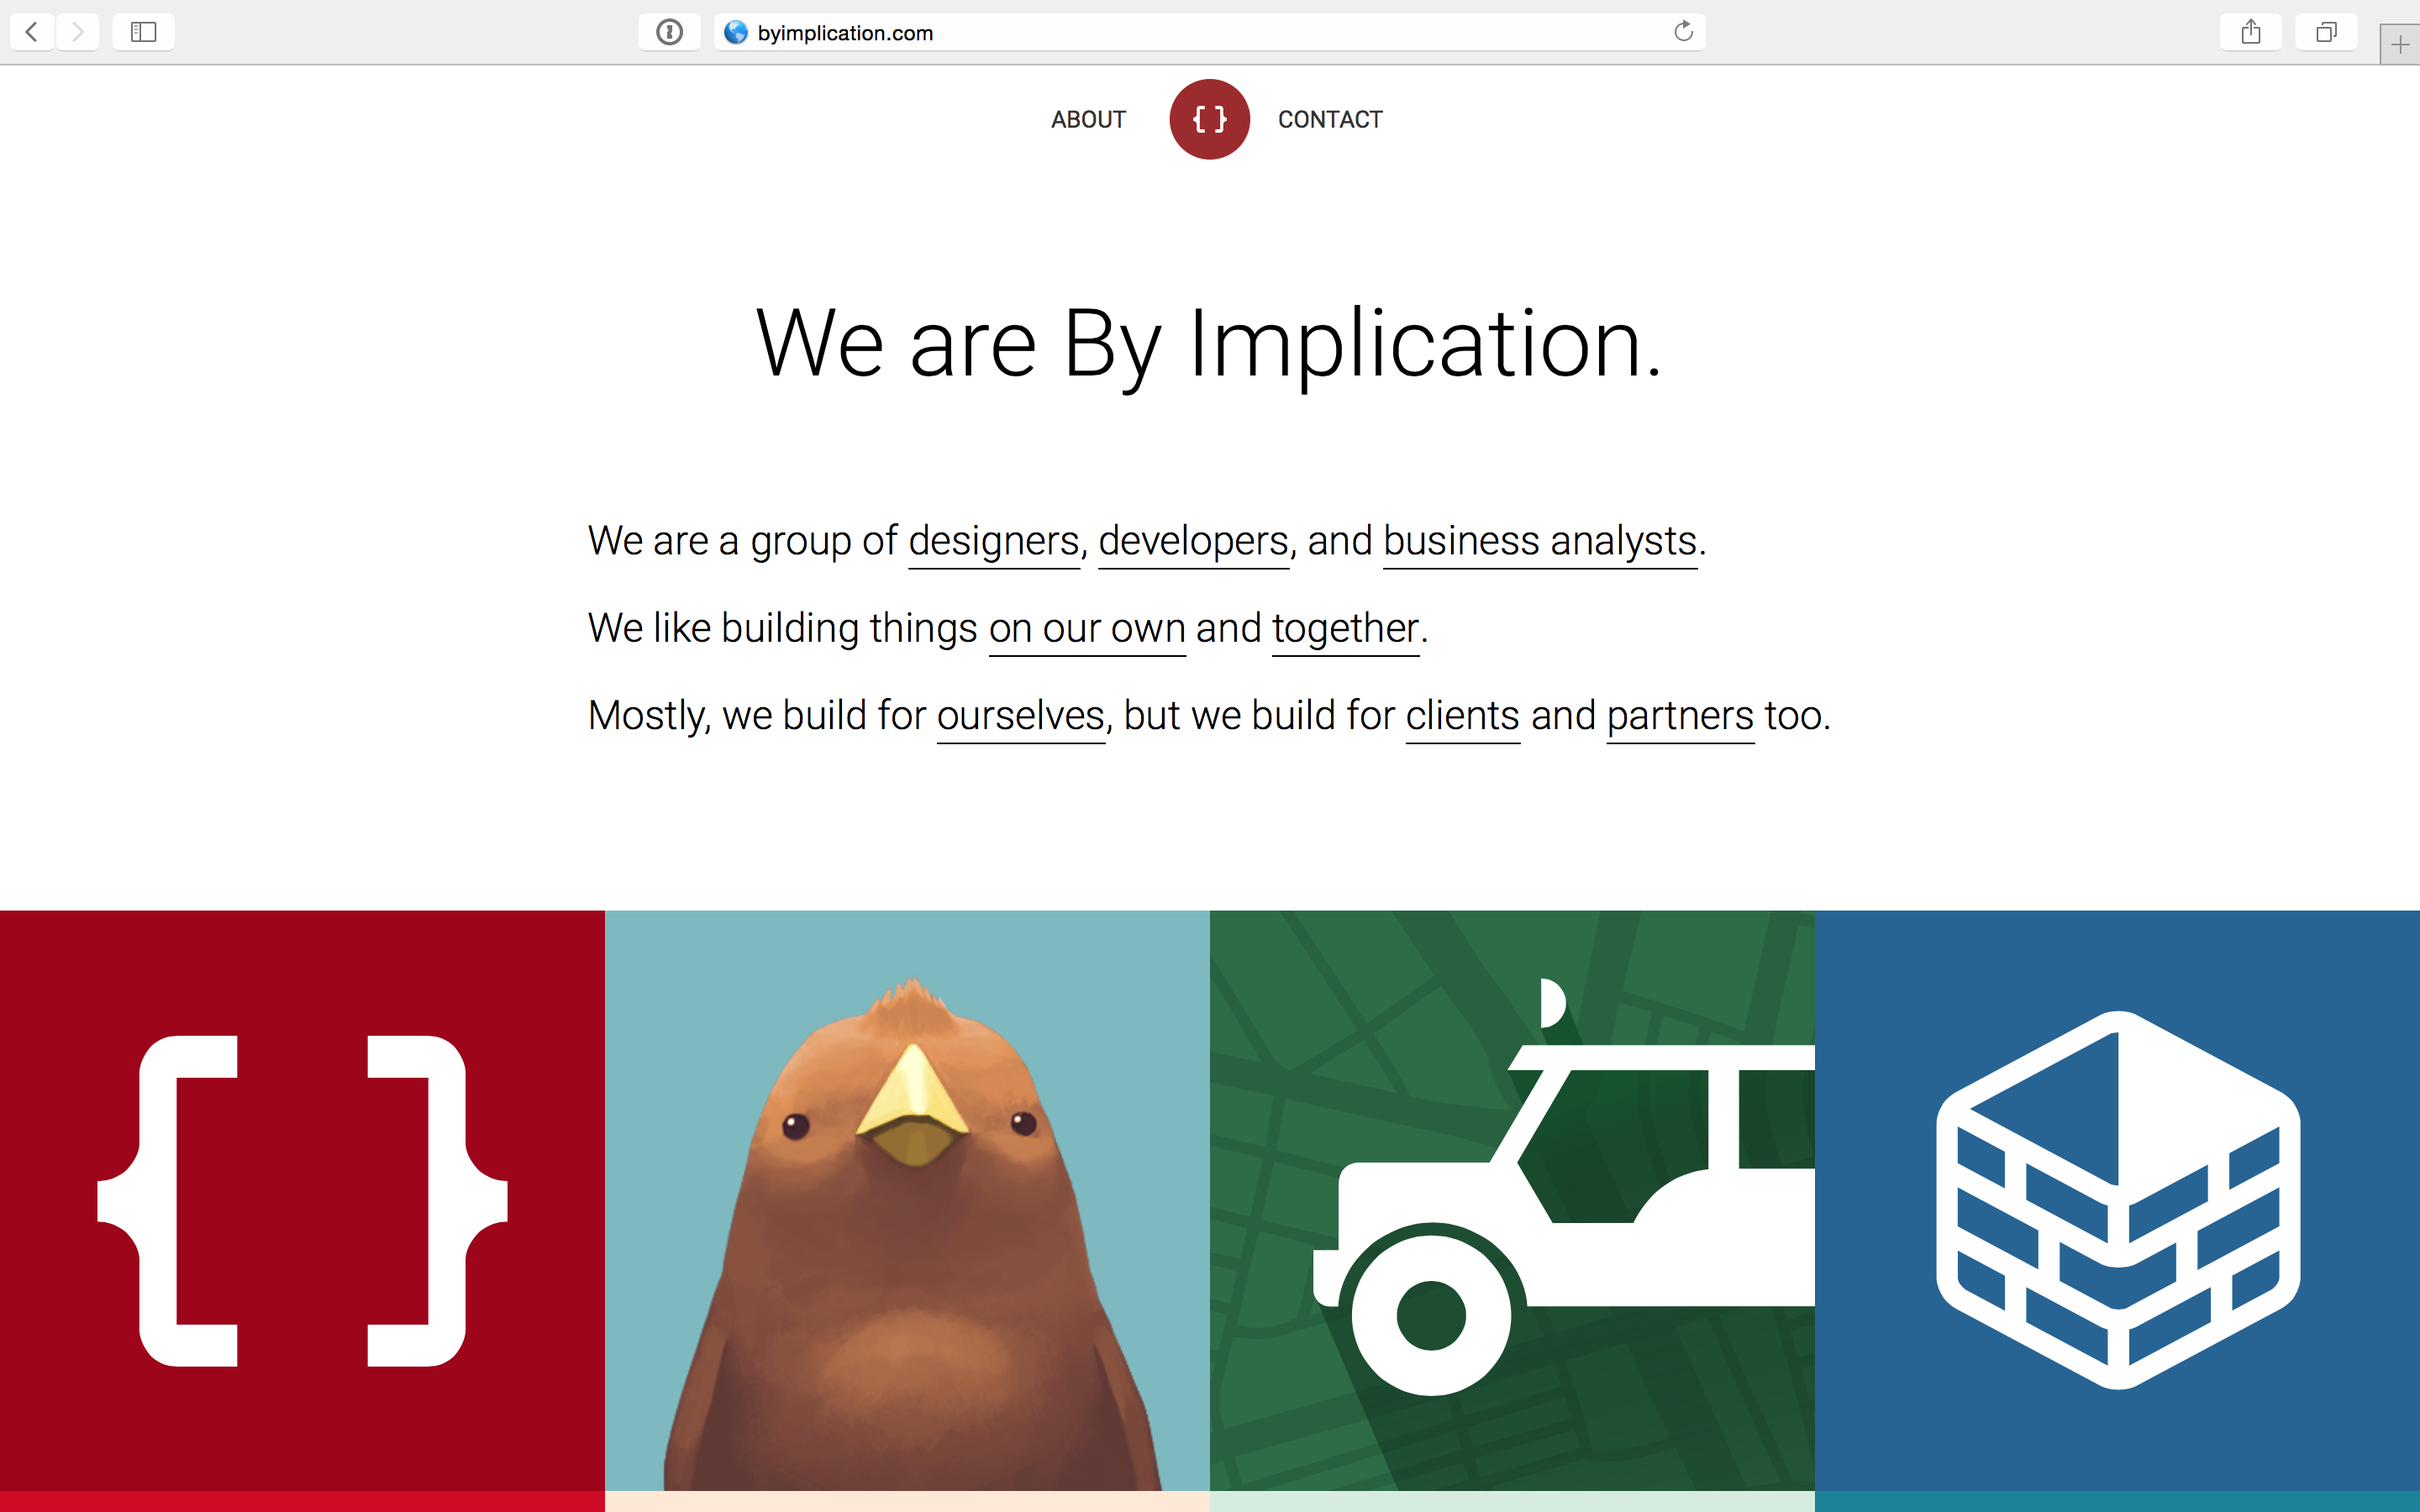 byimplication.com
ABOUT { } CONTACT
We are By Implication.
We are a group of designers, developers, and business analysts.
We like building things on our own and together.
Mostly, we build for ourselves, but we build for clients and partners too.